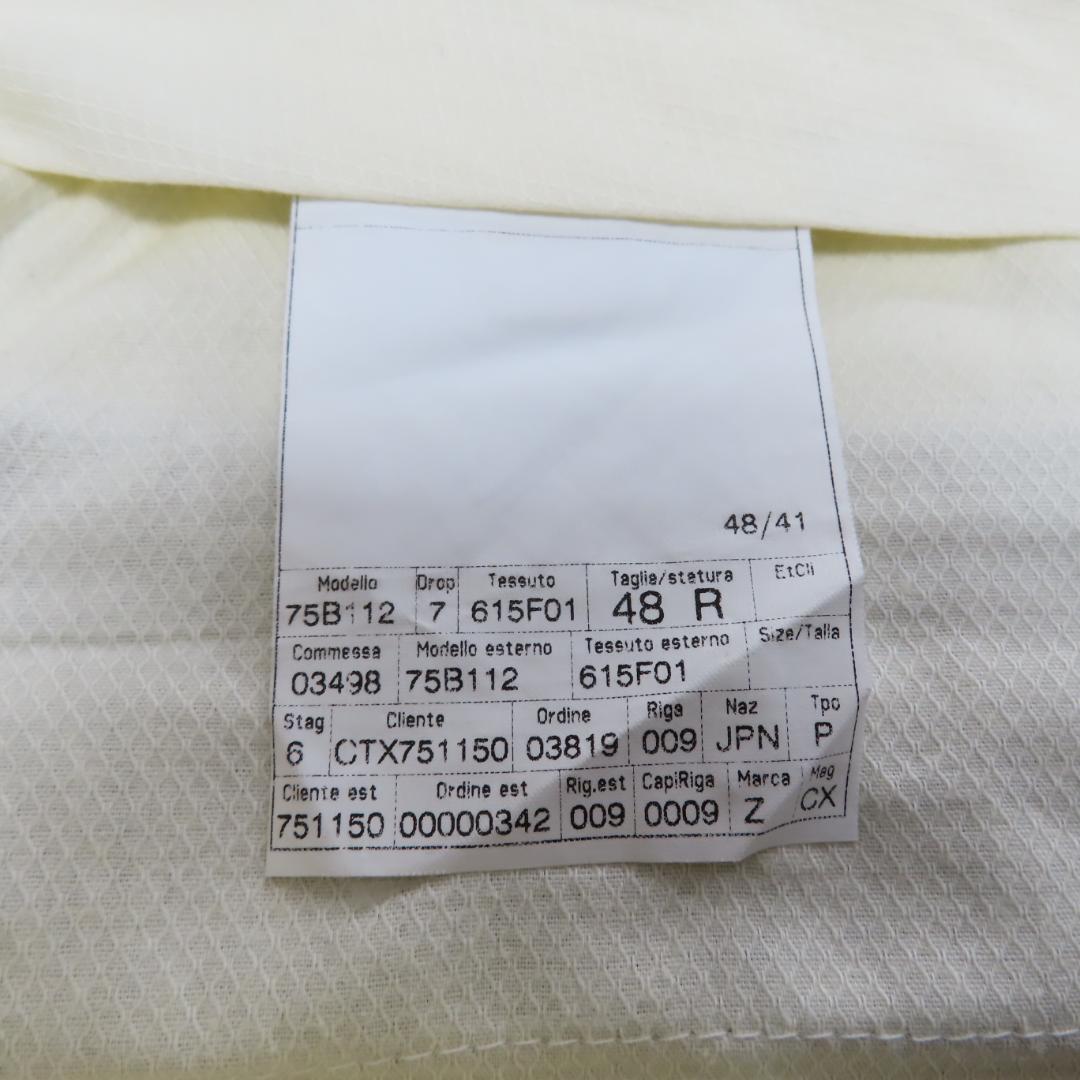 48/41
Modello Drop Tessuto Taglia/statura EtCli
75B112 7 615F01 48 R
Commessa Modello esterno Tessuto esterno Size/Talla
03498 75B112 615F01
Stag Cliente Ordine Riga Naz Tpo
6 CTX751150 03819 009 JPN P
Cliente est Ordine est Rig.est CapiRiga Marca Mag
751150 00000342 009 0009 Z CX